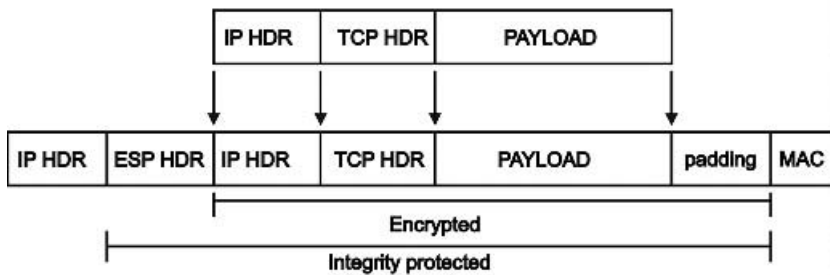 IP HDR TCP HDR PAYLOAD
IP HDR ESP HDR IP HDR TCP HDR PAYLOAD padding MAC
Encrypted
Integrity protected